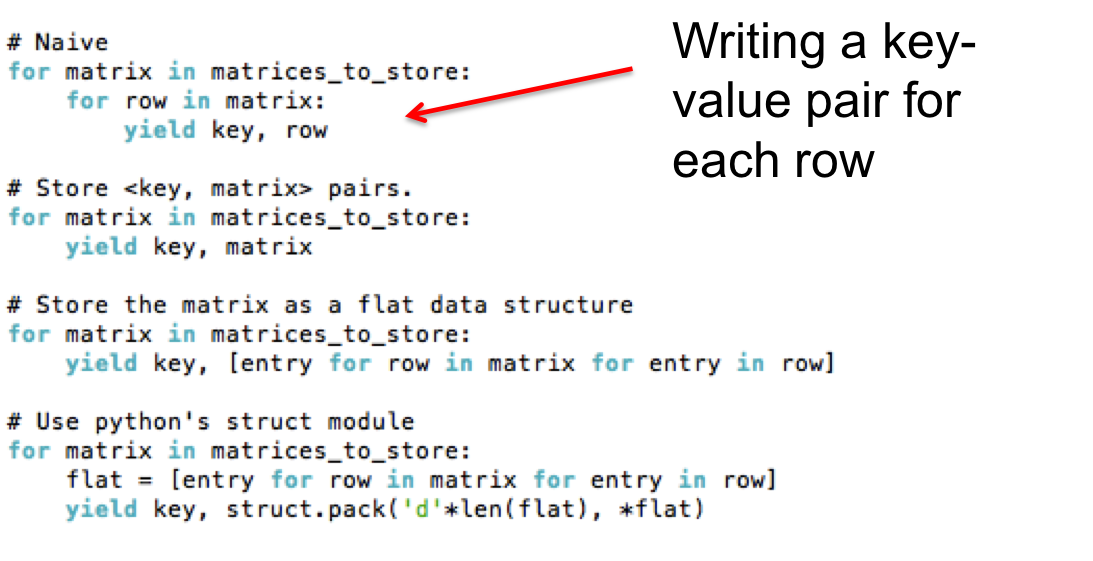 # Naive
for matrix in matrices_to_store:
    for row in matrix:
        yield key, row
# Store <key, matrix> pairs.
for matrix in matrices_to_store:
    yield key, matrix
# Store the matrix as a flat data structure
for matrix in matrices_to_store:
    yield key, [entry for row in matrix for entry in row]
# Use python's struct module
for matrix in matrices_to_store:
    flat = [entry for row in matrix for entry in row]
    yield key, struct.pack('d'*len(flat), *flat)
Writing a key-
value pair for
each row